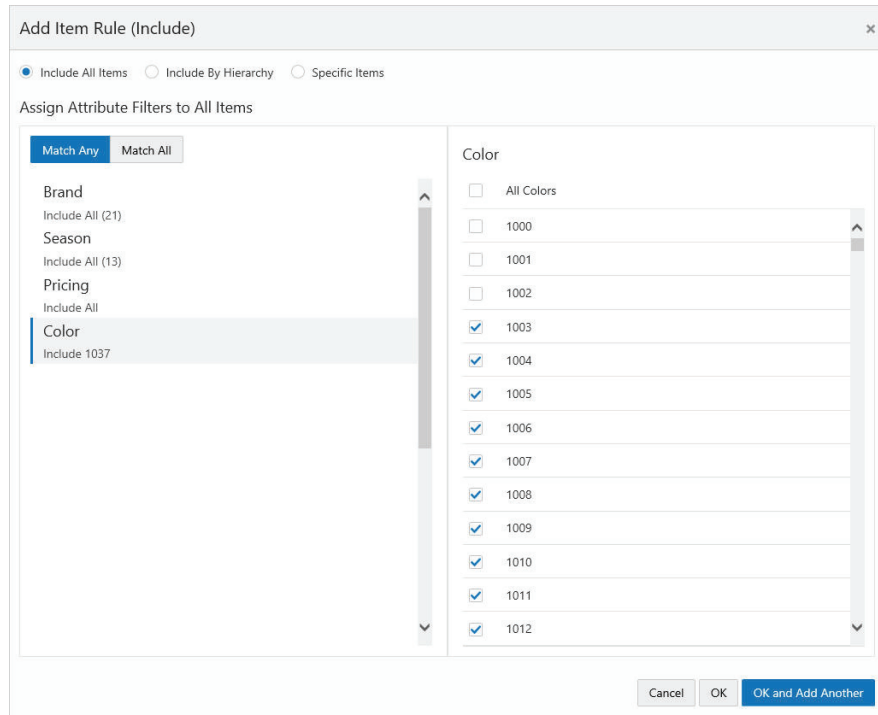 Add Item Rule (Include)
Include All Items Include By Hierarchy Specific Items
Assign Attribute Filters to All Items
Match Any Match All
Brand
Include All (21)
Season
Include All (13)
Pricing
Include All
Color
Include 1037
Color
All Colors
1000
1001
1002
1003
1004
1005
1006
1007
1008
1009
1010
1011
1012
Cancel OK OK and Add Another